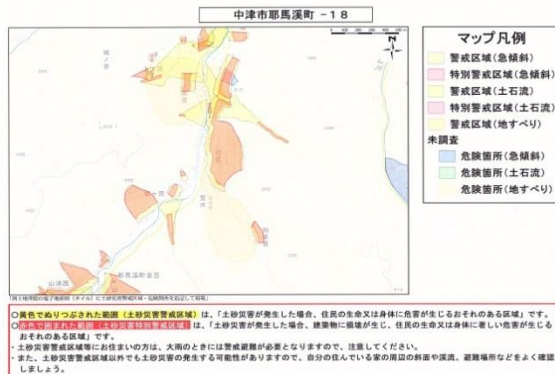 中津市耶馬溪町 -18
N
マップ凡例
警戒区域(急傾斜)
特別警戒区域(急傾斜)
警戒区域(土石流)
特別警戒区域(土石流)
警戒区域(地すべり)
未調査
危険箇所(急傾斜)
危険箇所(土石流)
危険箇所(地すべり)
耶馬溪町金吉
○黄色でぬりつぶされた範囲(土砂災害警戒区域)は、「土砂災害が発生した場合、住民の生命又は身体に危害が生じるおそれのある区域」です。
○赤色で囲まれた範囲(土砂災害特別警戒区域)は、「土砂災害が発生した場合、建築物に損壊が生じ、住民の生命又は身体に著しい危害が生じる
おそれのある区域」です。
・土砂災害警戒区域等にお住まいの方は、大雨のときには警戒避難が必要となりますので、注意してください。
・また、土砂災害警戒区域以外でも土砂災害の発生する可能性がありますので、自分の住んでいる家の周辺の斜面や渓流、避難場所などをよく確認
しましょう。